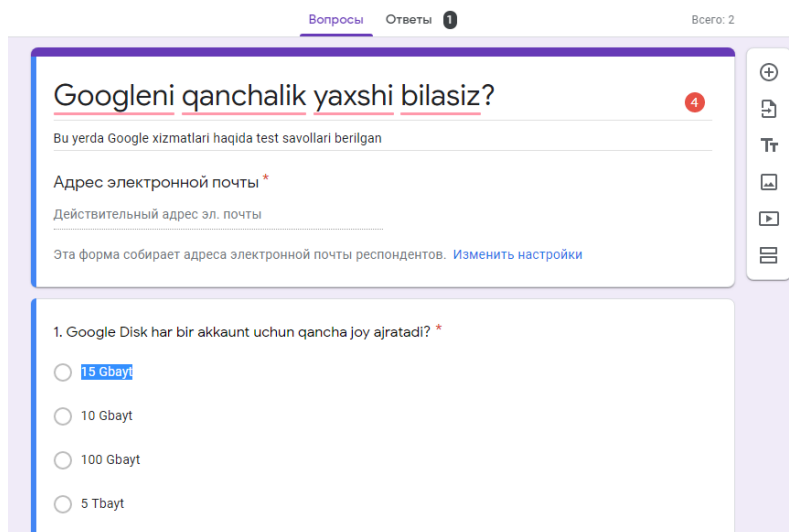 Вопросы Ответы 1 Всего: 2
Googleni qanchalik yaxshi bilasiz? 4
Bu yerda Google xizmatlari haqida test savollari berilgan
Адрес электронной почты *
Действительный адрес эл. почты
Эта форма собирает адреса электронной почты респондентов. Изменить настройки
1. Google Disk har bir akkaunt uchun qancha joy ajratadi? *
15 Gbayt
10 Gbayt
100 Gbayt
5 Tbayt